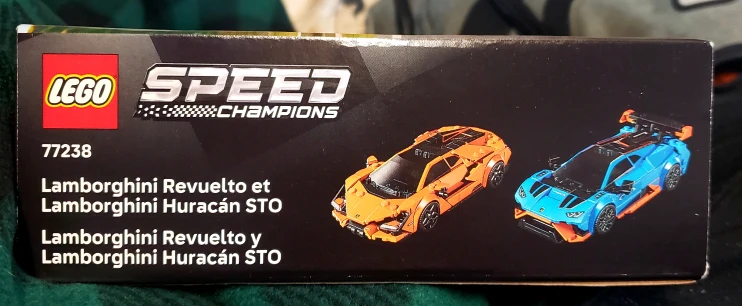 LEGO
SPEED
CHAMPIONS
77238
Lamborghini Revuelto et
Lamborghini Huracán STO
Lamborghini Revuelto y
Lamborghini Huracán STO